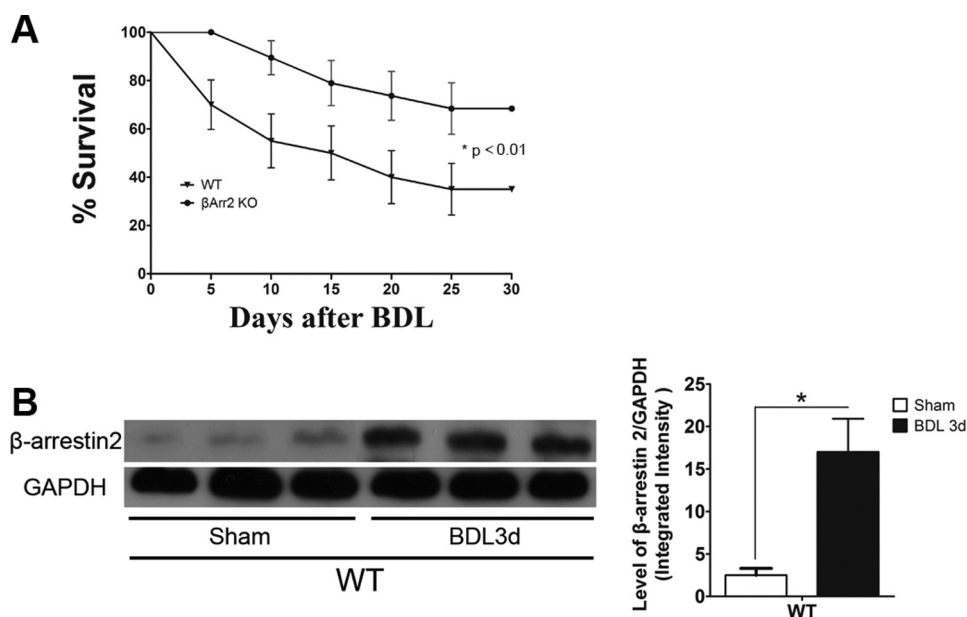 A
% Survival
100
80
60
40
20
0
WT
βArr2 KO
* p < 0.01
0 5 10 15 20 25 30
Days after BDL
B
β-arrestin2
GAPDH
Sham BDL3d
WT
Level of β-arrestin 2/GAPDH
(Integrated Intensity )
25
20
15
10
5
0
*
WT
Sham
BDL 3d